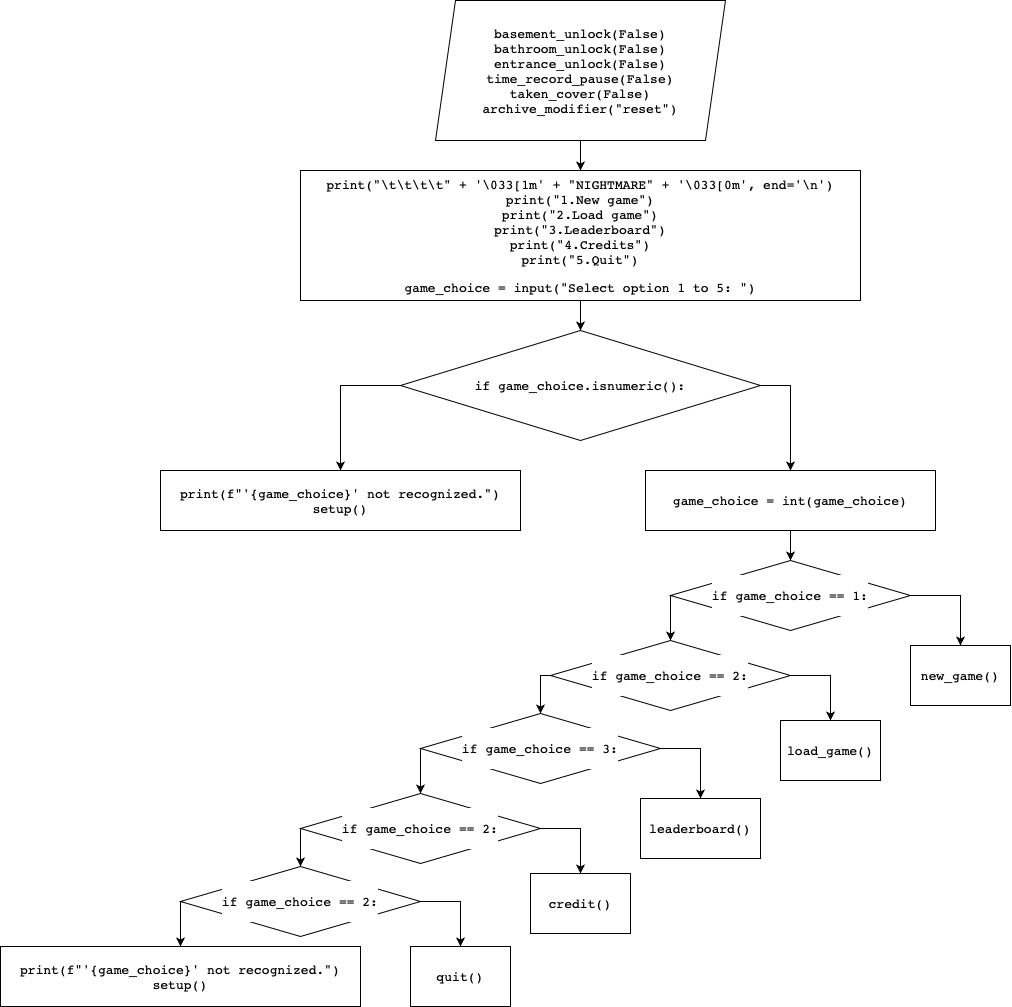 basement_unlock(False)
bathroom_unlock(False)
entrance_unlock(False)
time_record_pause(False)
taken_cover(False)
archive_modifier("reset")
print("\t\t\t\t" + '\033[1m' + "NIGHTMARE" + '\033[0m', end='\n')
print("1.New game")
print("2.Load game")
print("3.Leaderboard")
print("4.Credits")
print("5.Quit")
game_choice = input("Select option 1 to 5: ")
if game_choice.isnumeric():
print(f"'{game_choice}' not recognized.")
setup()
game_choice = int(game_choice)
if game_choice == 1:
new_game()
if game_choice == 2:
load_game()
if game_choice == 3:
leaderboard()
if game_choice == 2:
credit()
if game_choice == 2:
print(f"'{game_choice}' not recognized.")
setup()
quit()